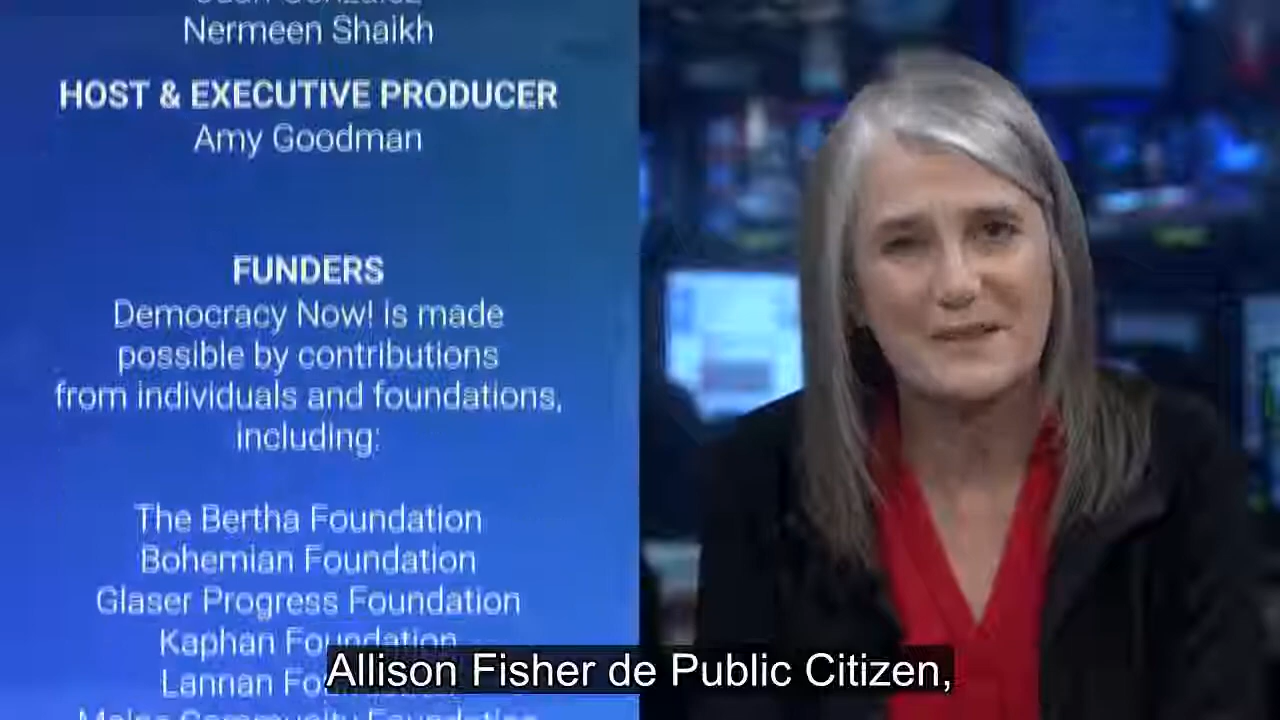 Nermeen Shaikh
HOST & EXECUTIVE PRODUCER
Amy Goodman
FUNDERS
Democracy Now! is made
possible by contributions
from individuals and foundations,
including:
The Bertha Foundation
Bohemian Foundation
Glaser Progress Foundation
Kaphan Foundation
Lannan
Allison Fisher de Public Citizen,